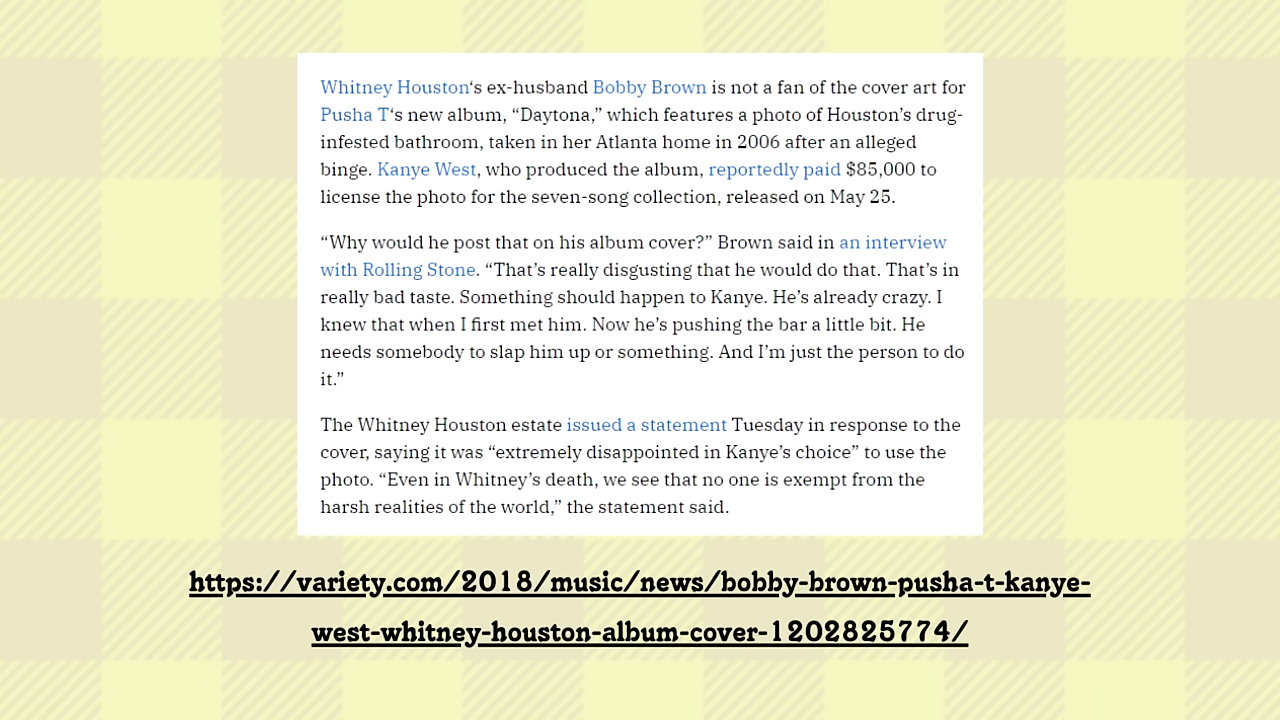 Whitney Houston‘s ex-husband Bobby Brown is not a fan of the cover art for
Pusha T‘s new album, “Daytona,” which features a photo of Houston’s drug-
infested bathroom, taken in her Atlanta home in 2006 after an alleged
binge. Kanye West, who produced the album, reportedly paid $85,000 to
license the photo for the seven-song collection, released on May 25.
“Why would he post that on his album cover?” Brown said in an interview
with Rolling Stone. “That’s really disgusting that he would do that. That’s in
really bad taste. Something should happen to Kanye. He’s already crazy. I
knew that when I first met him. Now he’s pushing the bar a little bit. He
needs somebody to slap him up or something. And I’m just the person to do
it.”
The Whitney Houston estate issued a statement Tuesday in response to the
cover, saying it was “extremely disappointed in Kanye’s choice” to use the
photo. “Even in Whitney’s death, we see that no one is exempt from the
harsh realities of the world,” the statement said.
https://variety.com/2018/music/news/bobby-brown-pusha-t-kanye-
west-whitney-houston-album-cover-1202825774/